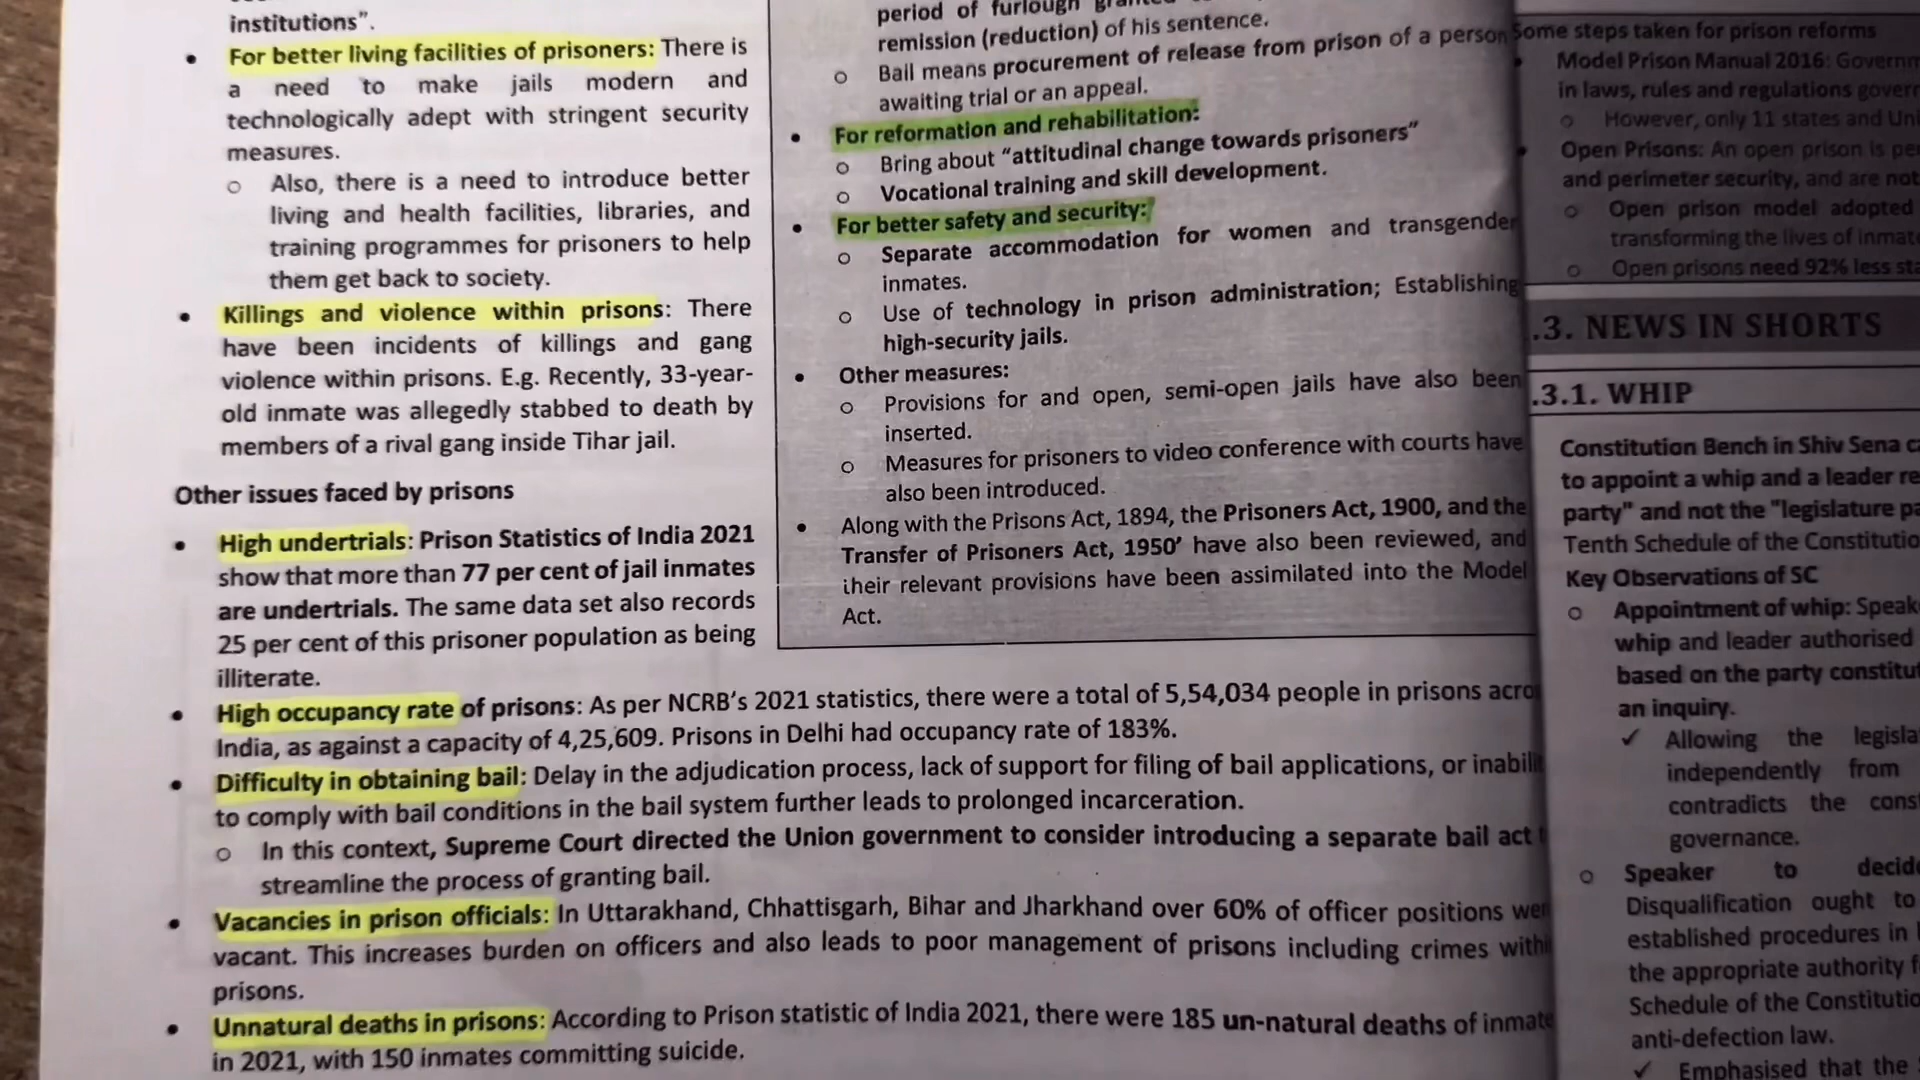 institutions”.
• For better living facilities of prisoners: There is
a need to make jails modern and
technologically adept with stringent security
measures.
o Also, there is a need to introduce better
living and health facilities, libraries, and
training programmes for prisoners to help
them get back to society.
• Killings and violence within prisons: There
have been incidents of killings and gang
violence within prisons. E.g. Recently, 33-year-
old inmate was allegedly stabbed to death by
members of a rival gang inside Tihar jail.
Other issues faced by prisons
• High undertrials: Prison Statistics of India 2021
show that more than 77 per cent of jail inmates
are undertrials. The same data set also records
25 per cent of this prisoner population as being
illiterate.
period of furlough
remission (reduction) of his sentence.
o Bail means procurement of release from prison of a person
awaiting trial or an appeal.
• For reformation and rehabilitation:
o Bring about “attitudinal change towards prisoners”
o Vocational training and skill development.
• For better safety and security:
o Separate accommodation for women and transgender
inmates.
o Use of technology in prison administration; Establishing
high-security jails.
• Other measures:
o Provisions for and open, semi-open jails have also been
inserted.
o Measures for prisoners to video conference with courts have
also been introduced.
• Along with the Prisons Act, 1894, the Prisoners Act, 1900, and the
Transfer of Prisoners Act, 1950’ have also been reviewed, and
their relevant provisions have been assimilated into the Model
Act.
• High occupancy rate of prisons: As per NCRB’s 2021 statistics, there were a total of 5,54,034 people in prisons acro
India, as against a capacity of 4,25,609. Prisons in Delhi had occupancy rate of 183%.
• Difficulty in obtaining bail: Delay in the adjudication process, lack of support for filing of bail applications, or inabilit
to comply with bail conditions in the bail system further leads to prolonged incarceration.
o In this context, Supreme Court directed the Union government to consider introducing a separate bail act t
streamline the process of granting bail.
• Vacancies in prison officials: In Uttarakhand, Chhattisgarh, Bihar and Jharkhand over 60% of officer positions wer
vacant. This increases burden on officers and also leads to poor management of prisons including crimes withi
prisons.
• Unnatural deaths in prisons: According to Prison statistic of India 2021, there were 185 un-natural deaths of inmate
in 2021, with 150 inmates committing suicide.
Some steps taken for prison reforms
• Model Prison Manual 2016: Governm
in laws, rules and regulations govern
o However, only 11 states and Uni
• Open Prisons: An open prison is pe
and perimeter security, and are not
o Open prison model adopted
transforming the lives of inmate
o Open prisons need 92% less sta
.3. NEWS IN SHORTS
.3.1. WHIP
Constitution Bench in Shiv Sena ca
to appoint a whip and a leader re
party" and not the "legislature pa
Tenth Schedule of the Constitutio
Key Observations of SC
o Appointment of whip: Speak
whip and leader authorised
based on the party constitut
an inquiry.
✓ Allowing the legisla
independently from
contradicts the const
governance.
o Speaker to decide
Disqualification ought to
established procedures in
the appropriate authority f
Schedule of the Constitutio
anti-defection law.
✓ Emphasised that the